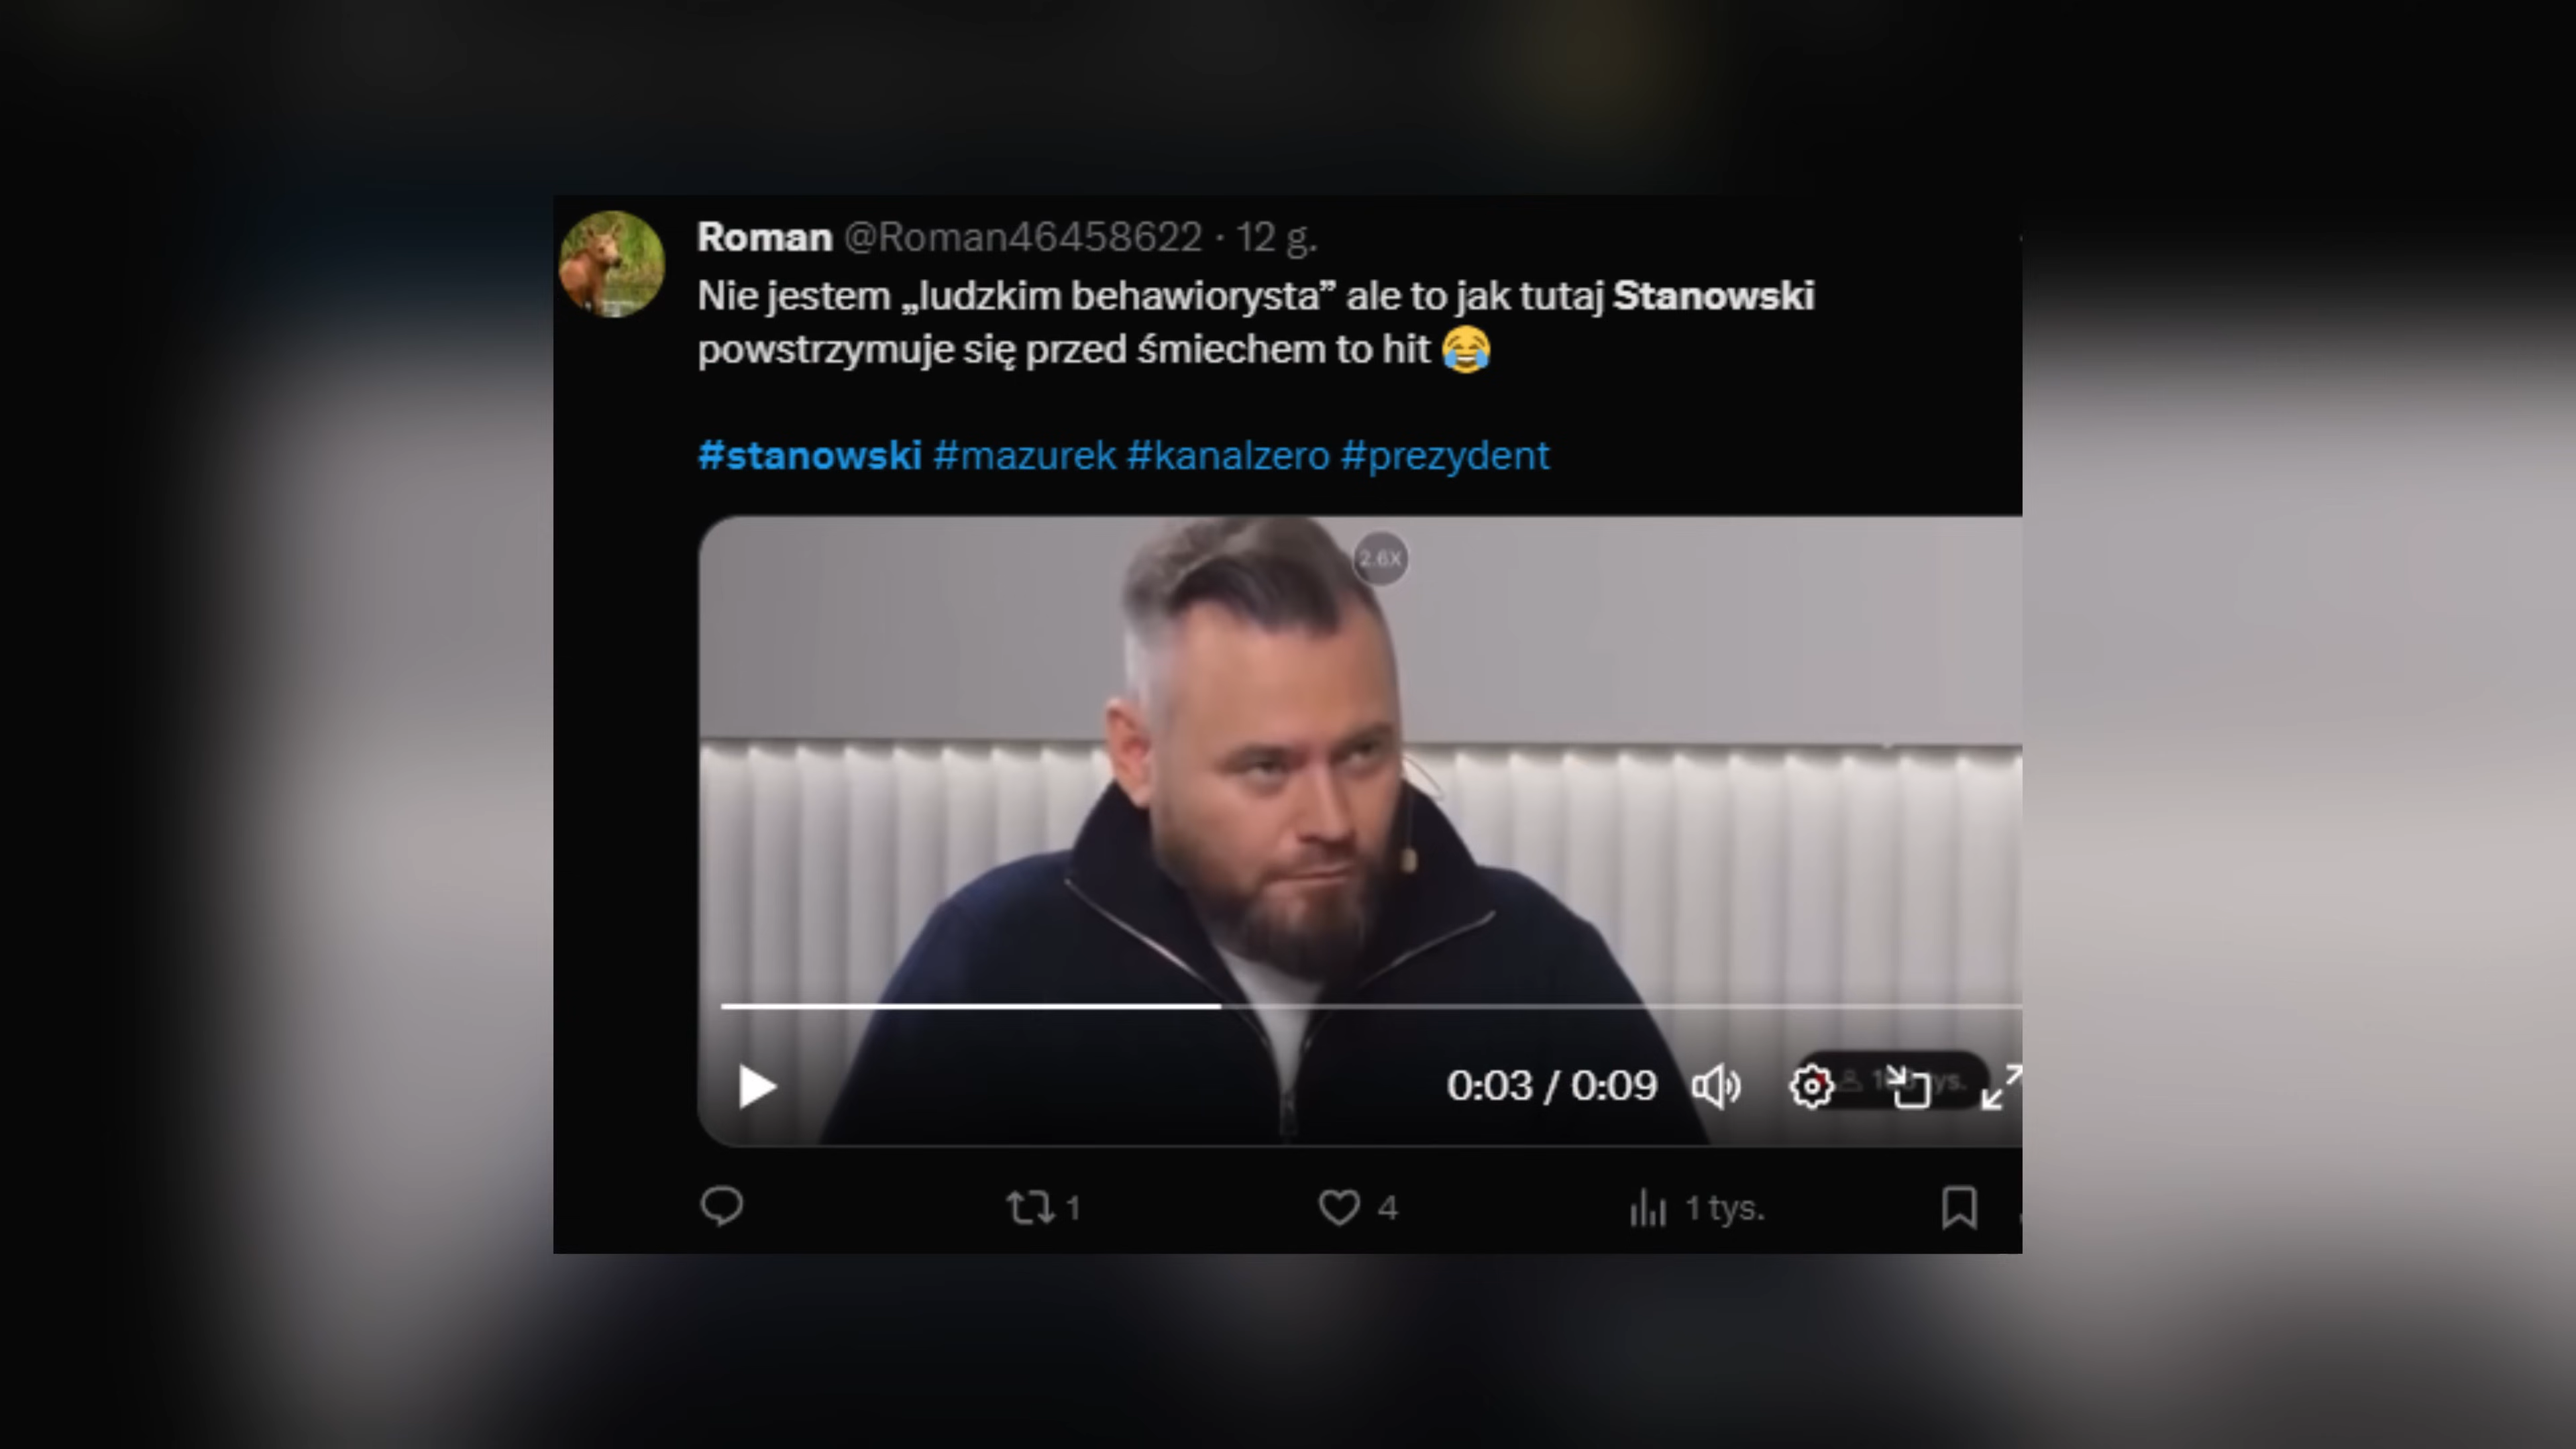 Roman @Roman46458622 · 12 g.
Nie jestem „ludzkim behawiorysta” ale to jak tutaj Stanowski
powstrzymuje się przed śmiechem to hit 😂
#stanowski #mazurek #kanalzero #prezydent
2.6X
0:03 / 0:09
1 4 1 tys.